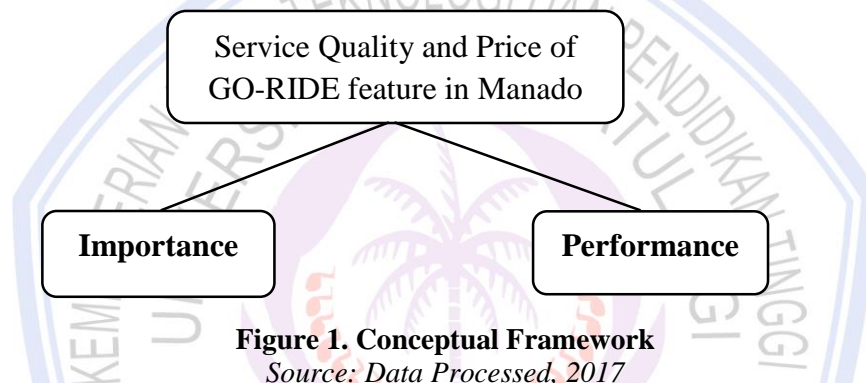 Service Quality and Price of
GO-RIDE feature in Manado
Importance
Performance
Figure 1. Conceptual Framework
Source: Data Processed, 2017